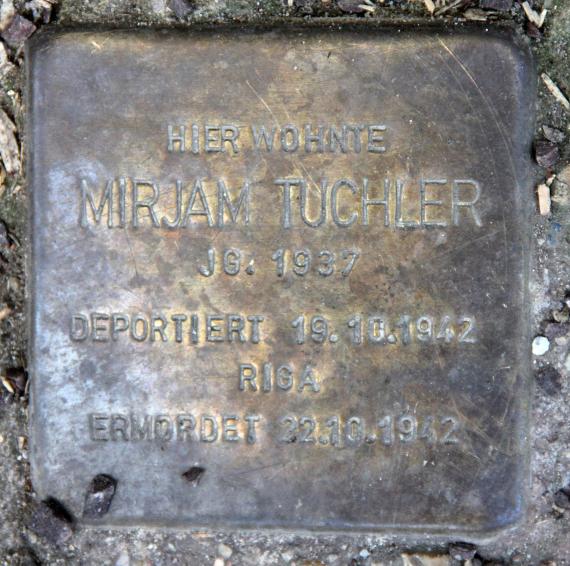 HIER WOHNTE
MIRJAM TUCHLER
JG. 1937
DEPORTIERT 19.10.1942
RIGA
ERMORDET 22.10.1942